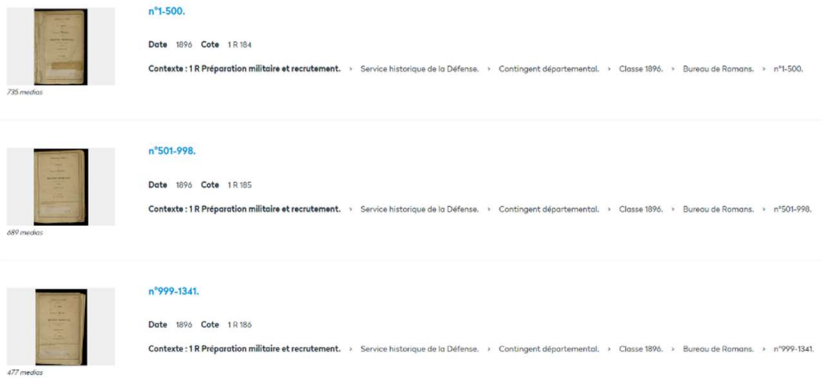 n°1-500.
Date 1896 Cote 1 R 184
Contexte : 1 R Préparation militaire et recrutement. › Service historique de la Défense. › Contingent départemental. › Classe 1896. › Bureau de Romans. › n°1-500.
735 medias
n°501-998.
Date 1896 Cote 1 R 185
Contexte : 1 R Préparation militaire et recrutement. › Service historique de la Défense. › Contingent départemental. › Classe 1896. › Bureau de Romans. › n°501-998.
689 medias
n°999-1341.
Date 1896 Cote 1 R 186
Contexte : 1 R Préparation militaire et recrutement. › Service historique de la Défense. › Contingent départemental. › Classe 1896. › Bureau de Romans. › n°999-1341.
477 medias